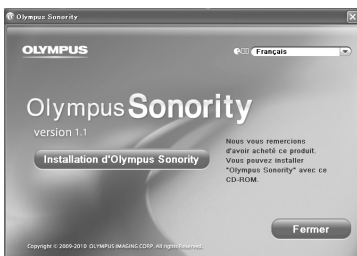 Olympus Sonority
OLYMPUS
Français
Olympus Sonority
version 1.1
Installation d'Olympus Sonority
Nous vous remercions
d'avoir acheté ce produit.
Vous pouvez installer
"Olympus Sonority" avec ce
CD-ROM.
Fermer
Copyright © 2009-2010 OLYMPUS IMAGING CORP. All rights Reserved.